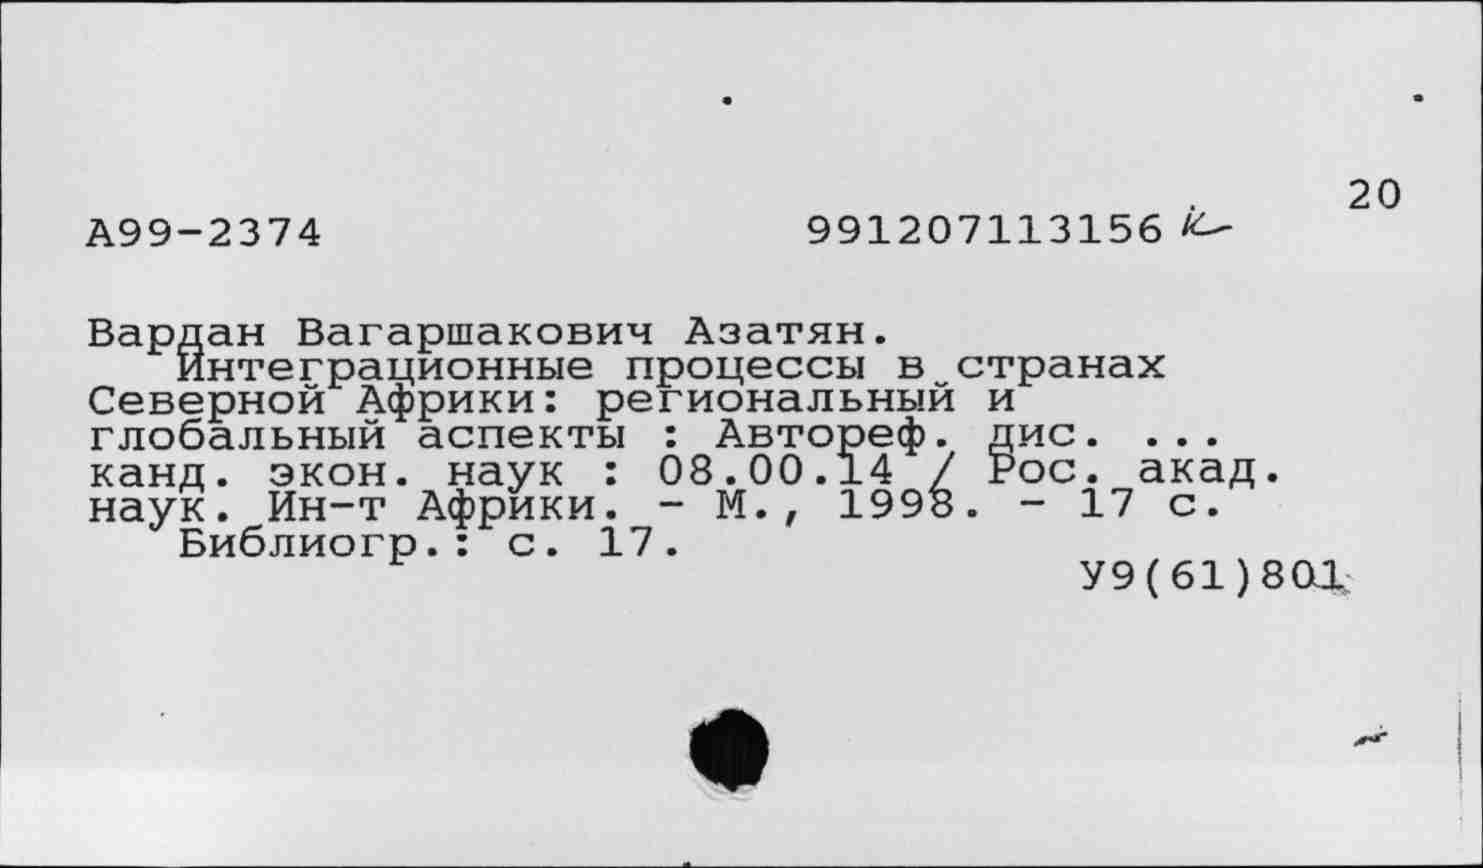 20
А99-2374 991207113156
Вардан Вагаршакович Азатян.
Интеграционные процессы в странах
Северной Африки: региональный и
глобальный аспекты : Автореф. дис. ...
канд. экон. наук : 08.00.14 / Рос. акад.
наук. Ин-т Африки. - М., 1998. - 17 с.
Библиогр.: с. 17.
У9(61)801